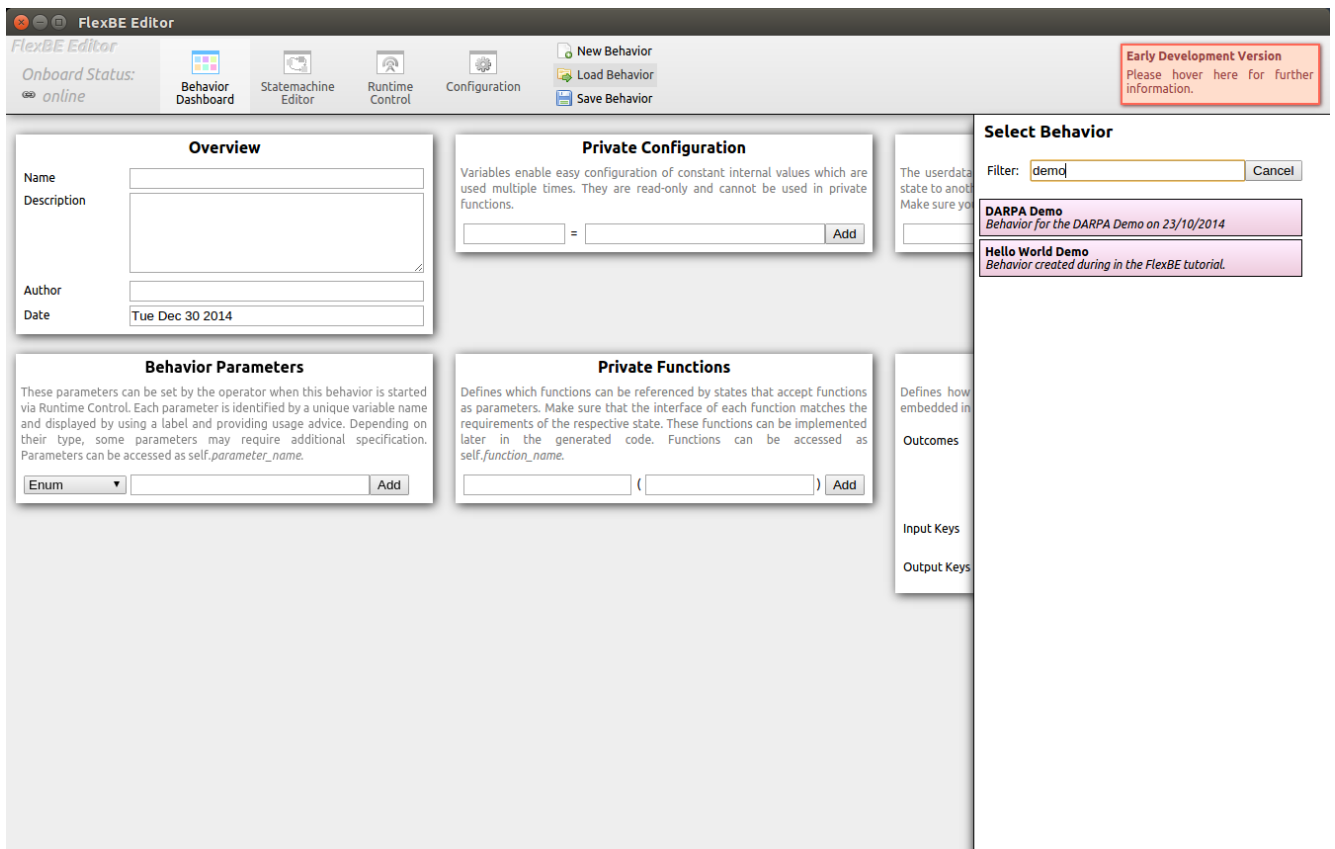 FlexBE Editor
FlexBE Editor
Onboard Status:
online
Behavior
Dashboard
Statemachine
Editor
Runtime
Control
Configuration
New Behavior
Load Behavior
Save Behavior
Early Development Version
Please hover here for further
information.
Overview
Name
Description
Author
Date
Tue Dec 30 2014
Private Configuration
Variables enable easy configuration of constant internal values which are
used multiple times. They are read-only and cannot be used in private
functions.
=
Add
The userdata
state to anoth
Make sure you
Select Behavior
Filter:
demo
Cancel
DARPA Demo
Behavior for the DARPA Demo on 23/10/2014
Hello World Demo
Behavior created during in the FlexBE tutorial.
Behavior Parameters
These parameters can be set by the operator when this behavior is started
via Runtime Control. Each parameter is identified by a unique variable name
and displayed by using a label and providing usage advice. Depending on
their type, some parameters may require additional specification.
Parameters can be accessed as self.parameter_name.
Enum
Add
Private Functions
Defines which functions can be referenced by states that accept functions
as parameters. Make sure that the interface of each function matches the
requirements of the respective state. These functions can be implemented
later in the generated code. Functions can be accessed as
self.function_name.
( )
Add
Defines how
embedded in
Outcomes
Input Keys
Output Keys